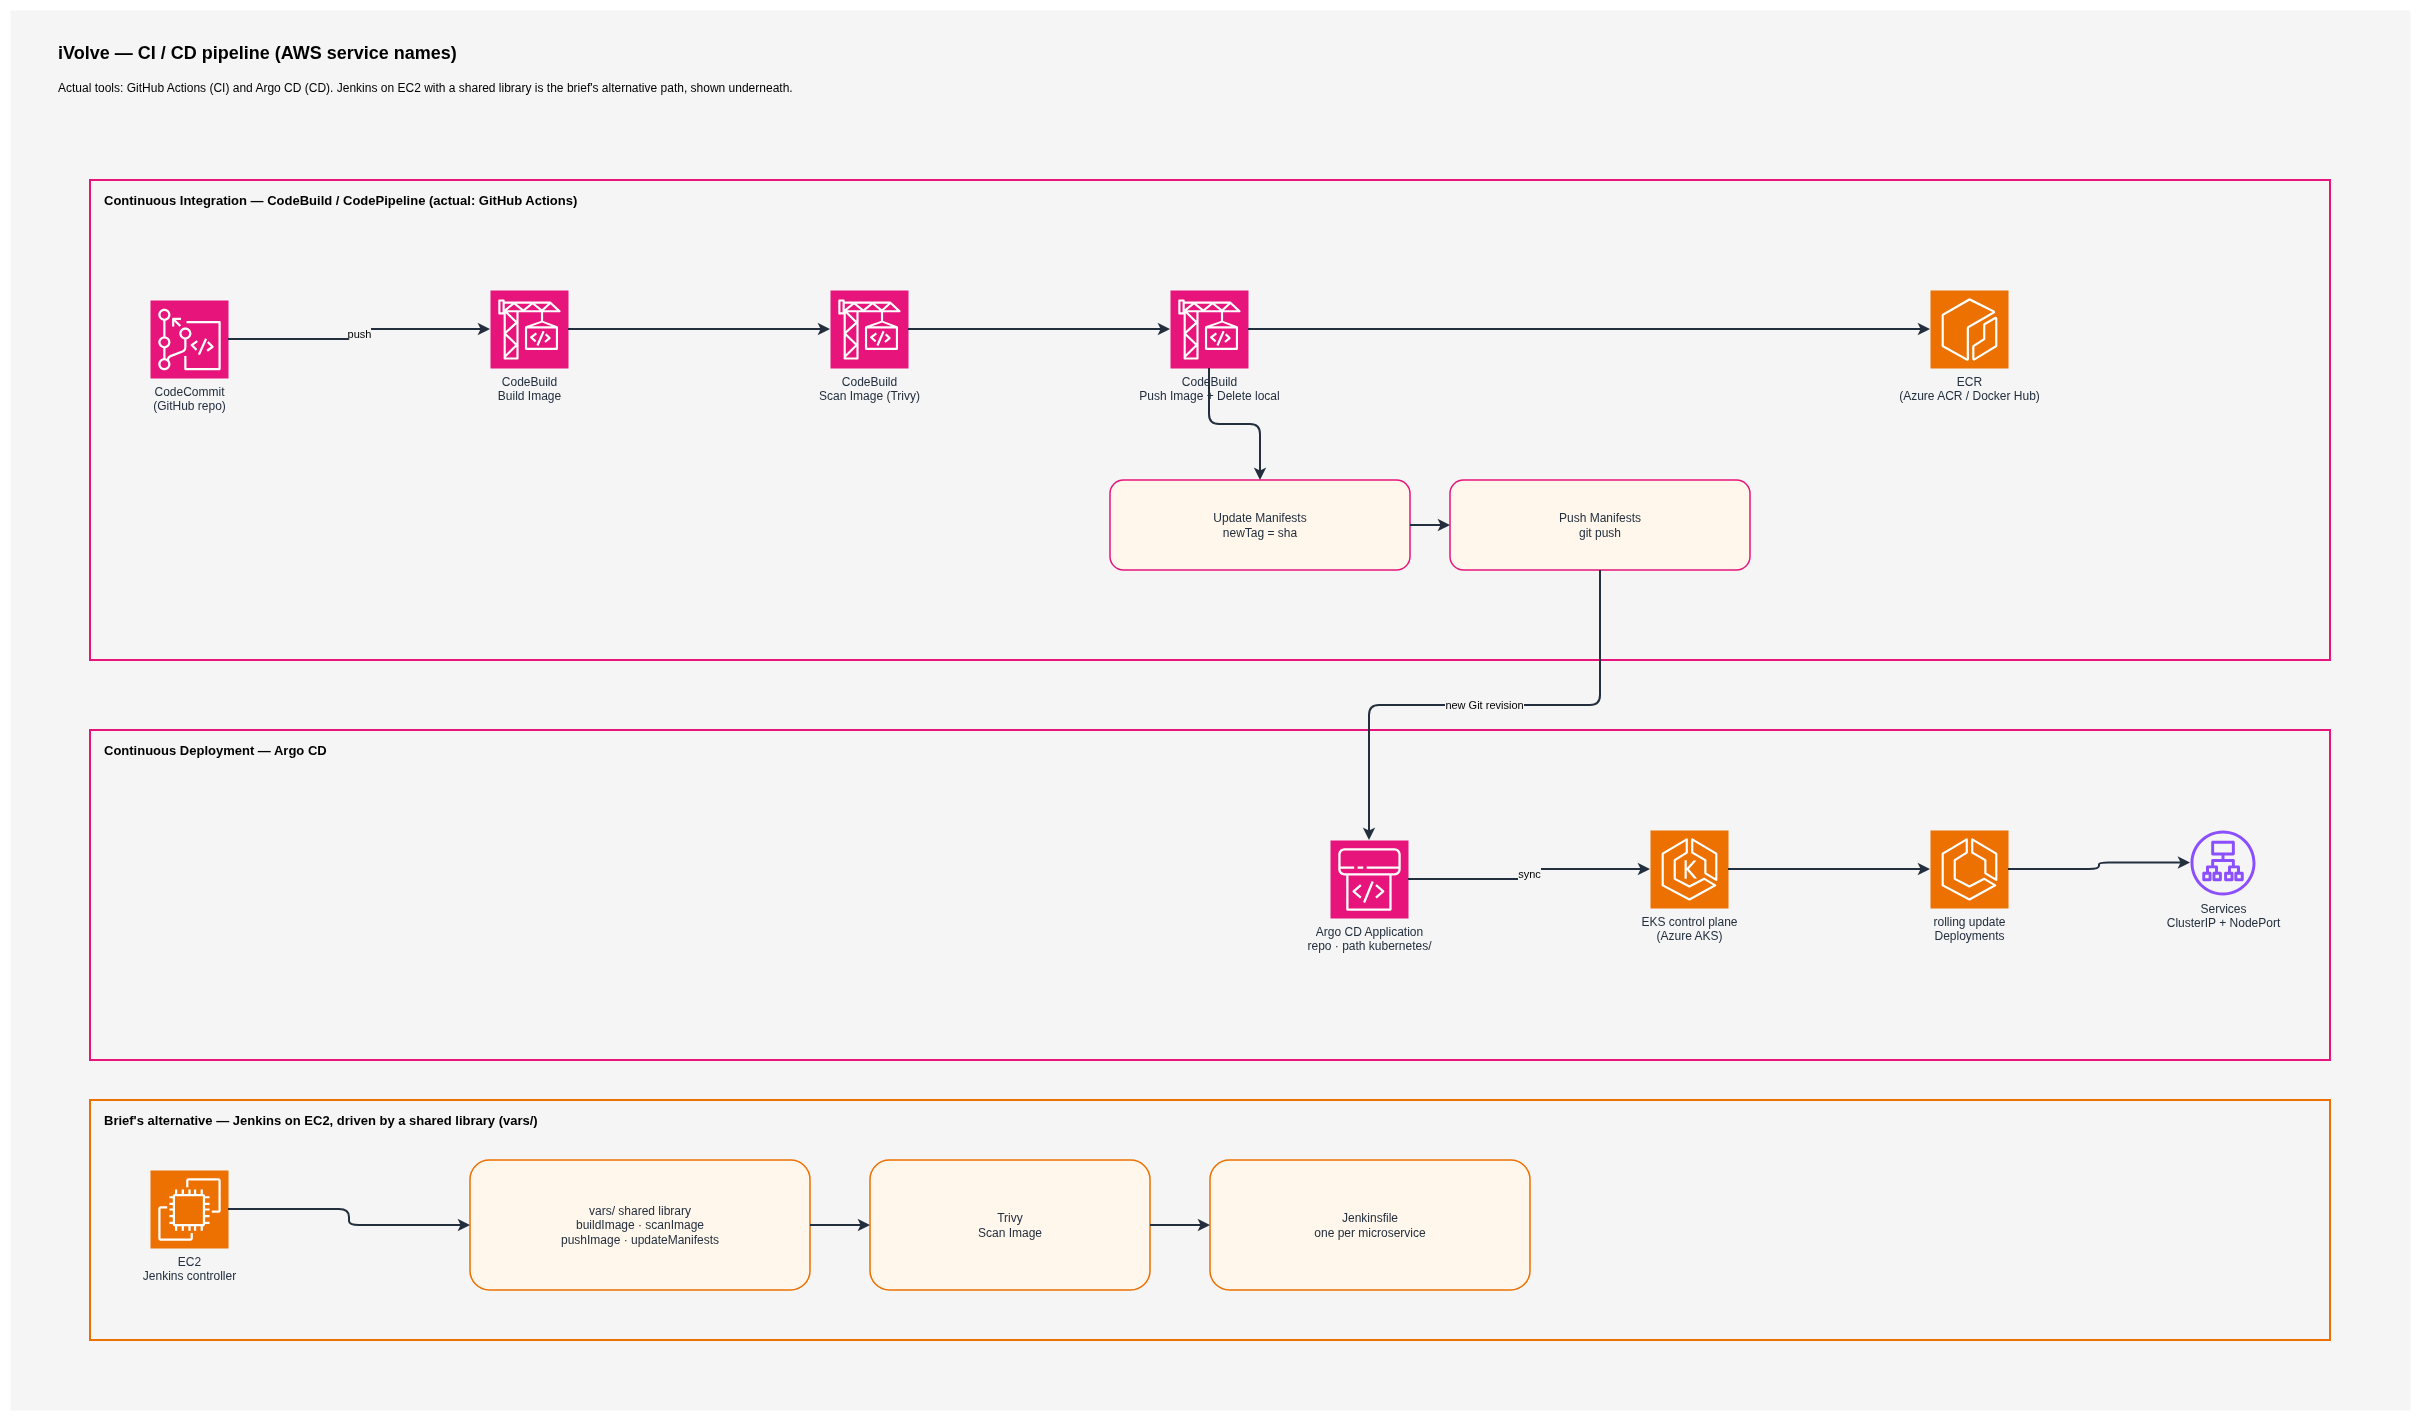 iVolve — CI / CD pipeline (AWS service names)
Actual tools: GitHub Actions (CI) and Argo CD (CD). Jenkins on EC2 with a shared library is the brief's alternative path, shown underneath.
Continuous Integration — CodeBuild / CodePipeline (actual: GitHub Actions)
push
CodeCommit
(GitHub repo)
CodeBuild
Build Image
CodeBuild
Scan Image (Trivy)
CodeBuild
Push Image + Delete local
ECR
(Azure ACR / Docker Hub)
Update Manifests
newTag = sha
Push Manifests
git push
new Git revision
Continuous Deployment — Argo CD
Argo CD Application
repo · path kubernetes/
sync
EKS control plane
(Azure AKS)
rolling update
Deployments
Services
ClusterIP + NodePort
Brief's alternative — Jenkins on EC2, driven by a shared library (vars/)
EC2
Jenkins controller
vars/ shared library
buildImage · scanImage
pushImage · updateManifests
Trivy
Scan Image
Jenkinsfile
one per microservice